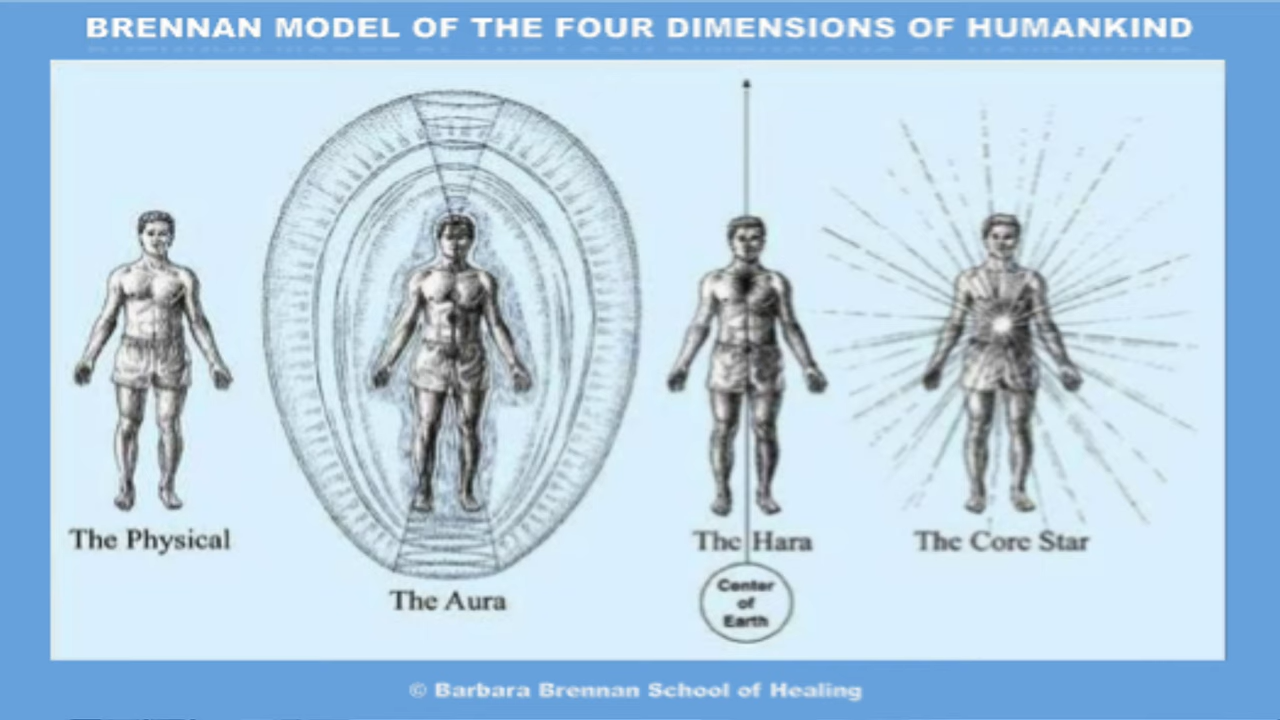 BRENNAN MODEL OF THE FOUR DIMENSIONS OF HUMANKIND
The Physical
The Aura
The Hara
Center
of
Earth
The Core Star
© Barbara Brennan School of Healing